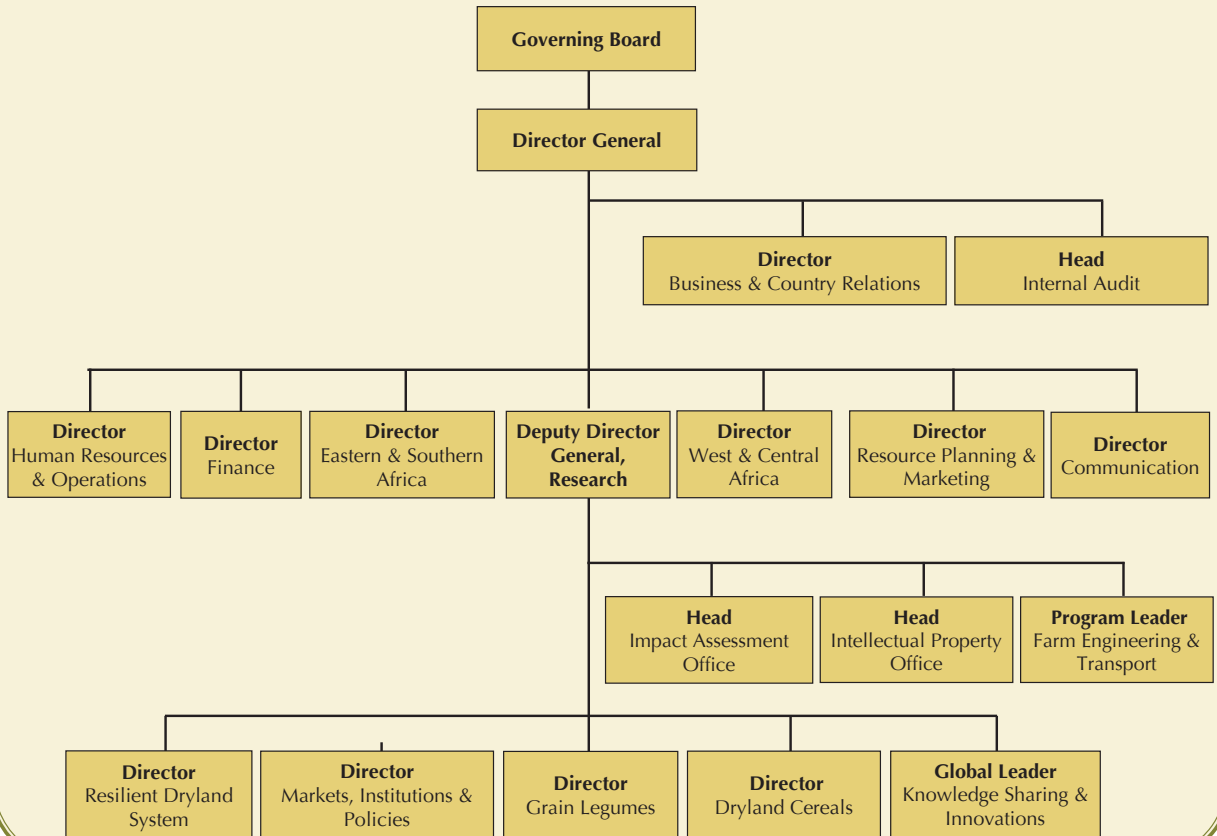 Governing Board
Director General
Director
Business & Country Relations
Head
Internal Audit
Director
Human Resources
& Operations
Director
Finance
Director
Eastern & Southern
Africa
Deputy Director
General,
Research
Director
West & Central
Africa
Director
Resource Planning &
Marketing
Director
Communication
Head
Impact Assessment
Office
Head
Intellectual Property
Office
Program Leader
Farm Engineering &
Transport
Director
Resilient Dryland
System
Director
Markets, Institutions &
Policies
Director
Grain Legumes
Director
Dryland Cereals
Global Leader
Knowledge Sharing &
Innovations